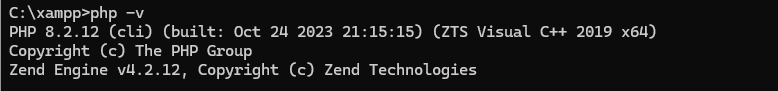 C:\xampp>php -v
PHP 8.2.12 (cli) (built: Oct 24 2023 21:15:15) (ZTS Visual C++ 2019 x64)
Copyright (c) The PHP Group
Zend Engine v4.2.12, Copyright (c) Zend Technologies